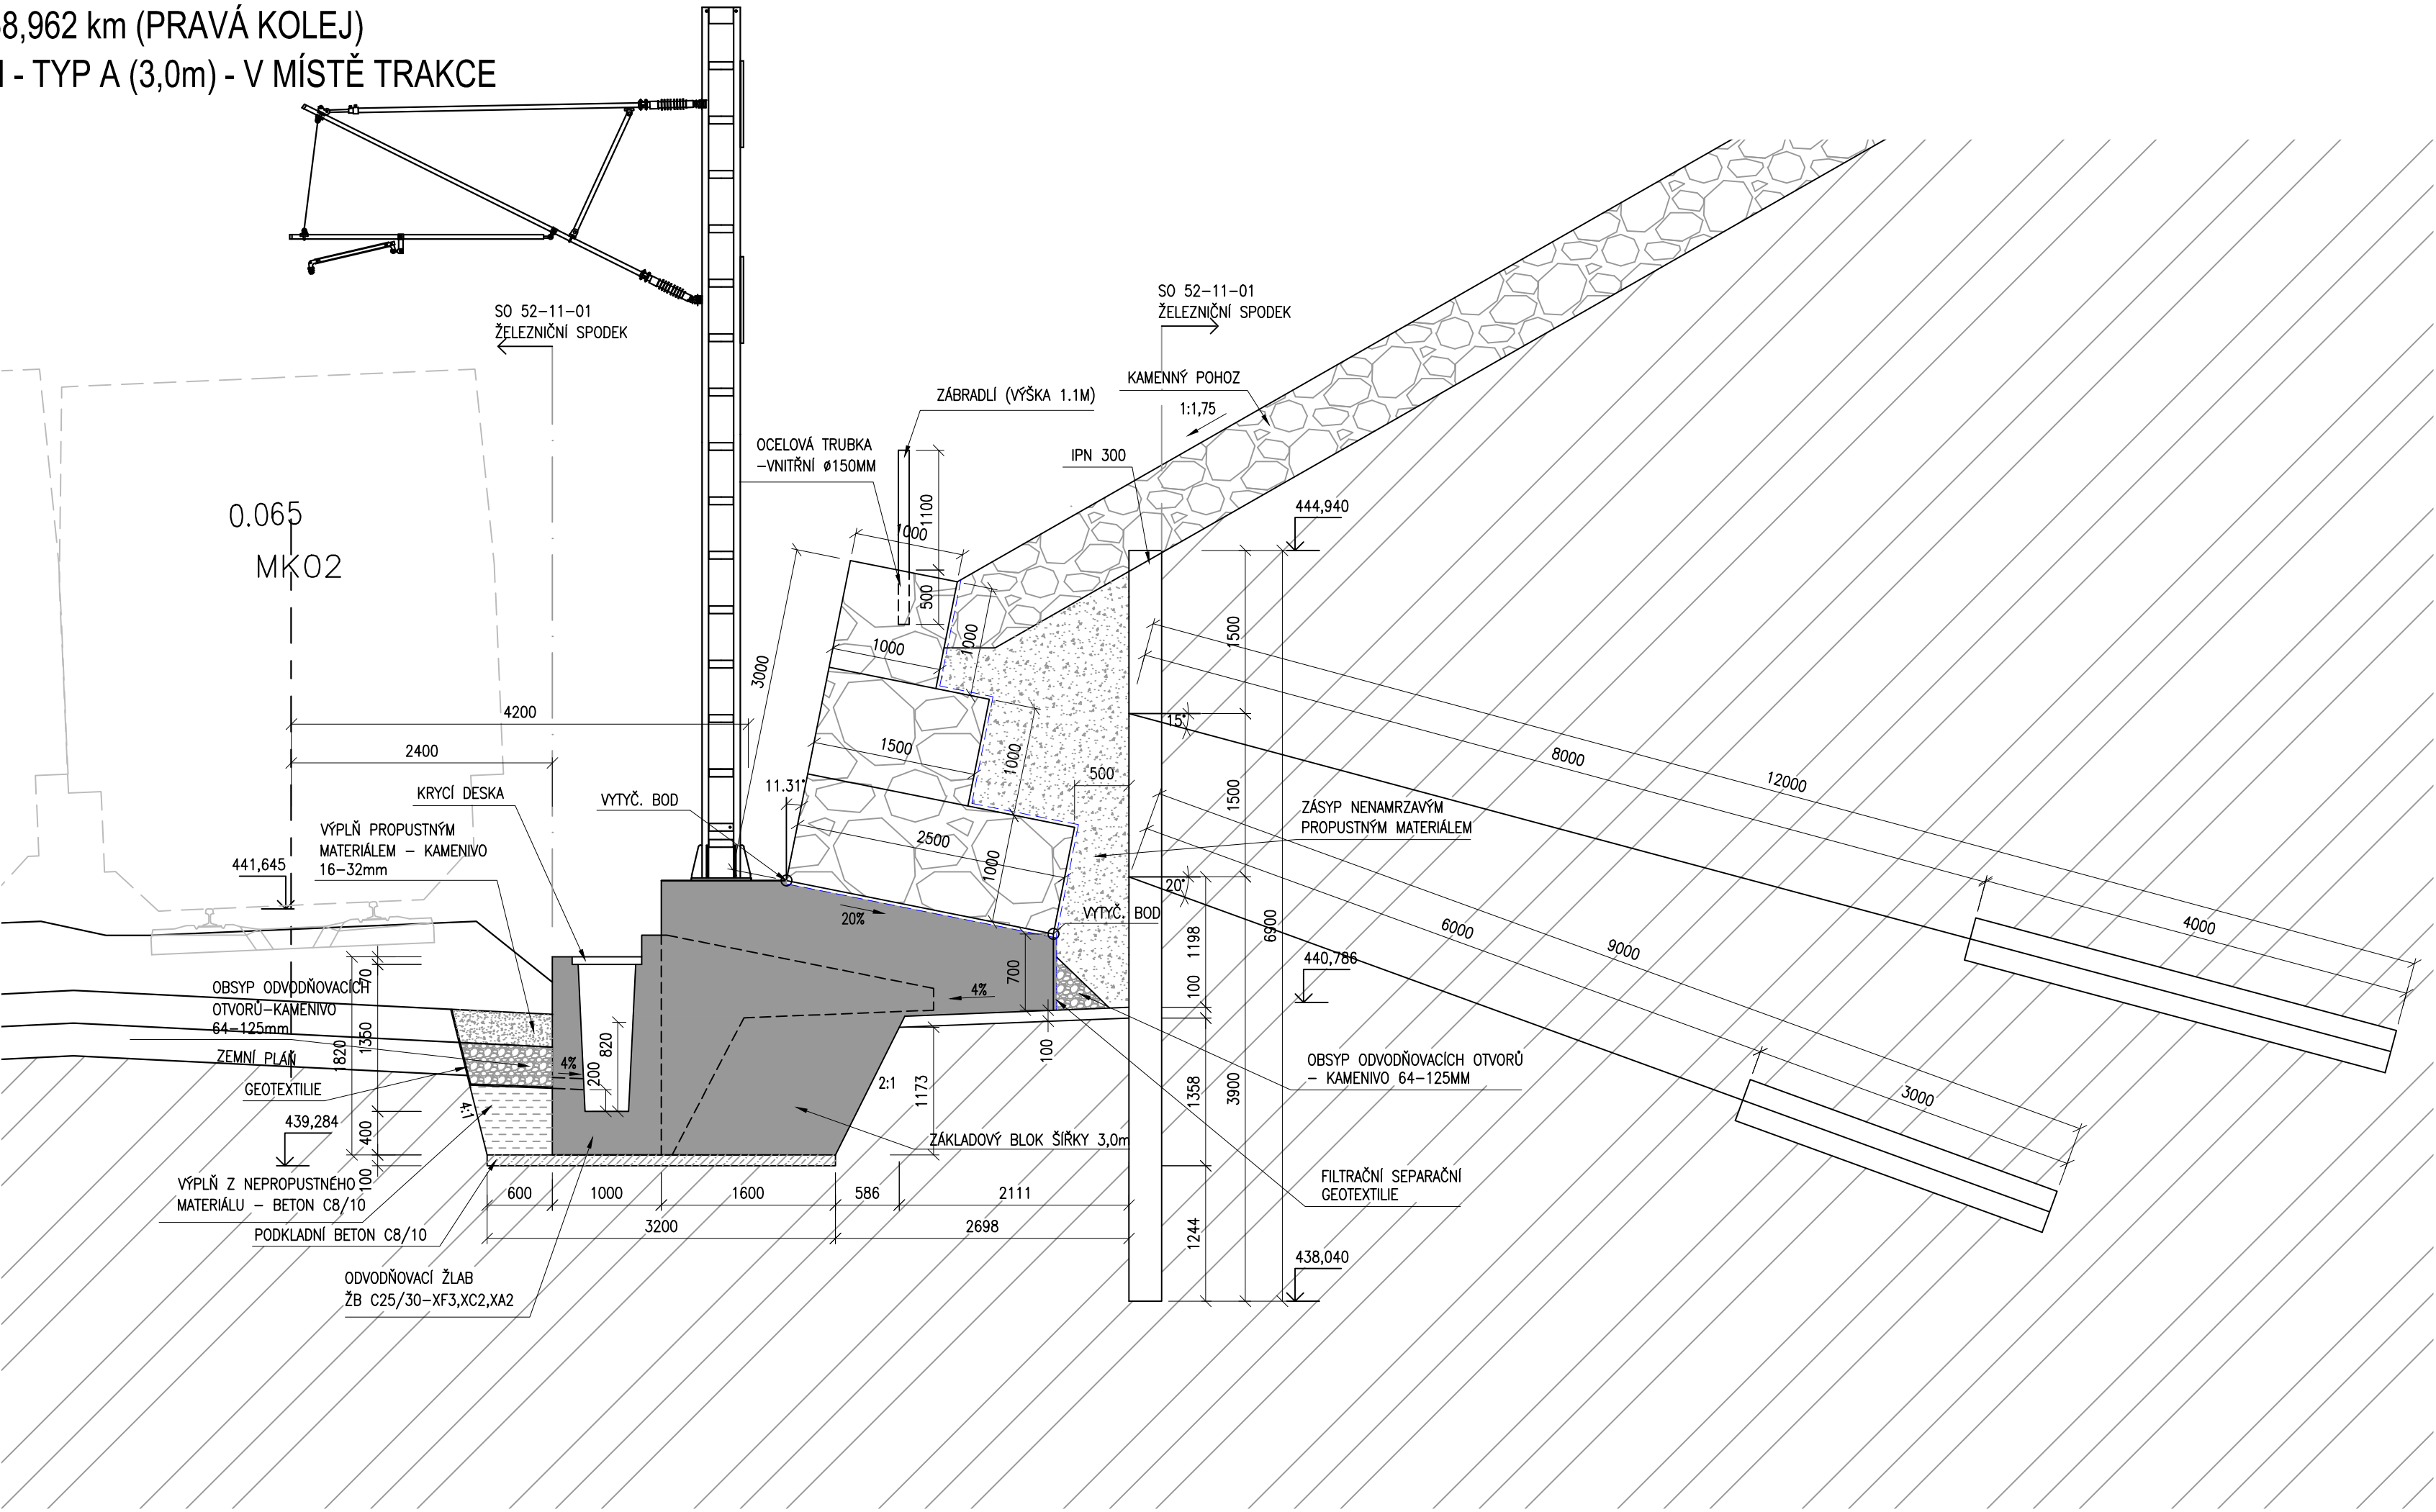 8,962 km (PRAVÁ KOLEJ)
- TYP A (3,0m) - V MÍSTĚ TRAKCE
SO 52-11-01
ŽELEZNIČNÍ SPODEK
SO 52-11-01
ŽELEZNIČNÍ SPODEK
KAMENNÝ POHOZ
1:1,75
ZÁBRADLÍ (VÝŠKA 1.1M)
OCELOVÁ TRUBKA
-VNITŘNÍ ø150MM
IPN 300
0.065
MK02
444,940
1100
1000
500
1000
1000
3000
1500
4200
2400
1500
1000
15°
8000
12000
500
11.31°
1500
KRYCÍ DESKA
VYTYČ. BOD
2500
1000
ZÁSYP NENAMRZAVÝM
PROPUSTNÝM MATERIÁLEM
VÝPLŇ PROPUSTNÝM
MATERIÁLEM - KAMENIVO
16-32mm
441,645
20%
20°
VYTYČ. BOD
6000
9000
4000
1198
6900
700
440,786
70
OBSYP ODVODŇOVACÍCH
OTVORŮ-KAMENIVO
64-125mm
4%
100
1820
1350
820
200
4%
100
ZEMNÍ PLÁŇ
GEOTEXTILIE
4:1
2:1
1173
1358
3900
OBSYP ODVODŇOVACÍCH OTVORŮ
- KAMENIVO 64-125MM
3000
439,284
400
100
ZÁKLADOVÝ BLOK ŠÍŘKY 3,0m
VÝPLŇ Z NEPROPUSTNÉHO
MATERIÁLU - BETON C8/10
FILTRAČNÍ SEPARAČNÍ
GEOTEXTILIE
600
1000
1600
586
2111
PODKLADNÍ BETON C8/10
3200
2698
1244
438,040
ODVODŇOVACÍ ŽLAB
ŽB C25/30-XF3,XC2,XA2